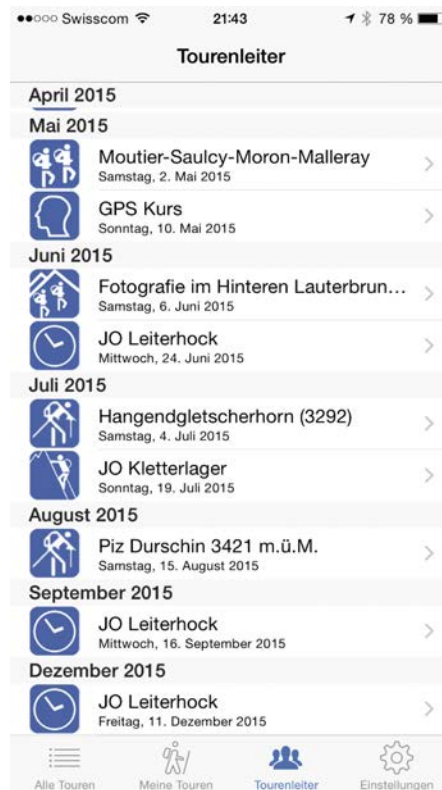 Swisscom 21:43 78 %
Tourenleiter
April 2015
Mai 2015
Moutier-Saulcy-Moron-Malleray
Samstag, 2. Mai 2015
GPS Kurs
Sonntag, 10. Mai 2015
Juni 2015
Fotografie im Hinteren Lauterbrun...
Samstag, 6. Juni 2015
JO Leiterhock
Mittwoch, 24. Juni 2015
Juli 2015
Hangendgletscherhorn (3292)
Samstag, 4. Juli 2015
JO Kletterlager
Sonntag, 19. Juli 2015
August 2015
Piz Durschin 3421 m.ü.M.
Samstag, 15. August 2015
September 2015
JO Leiterhock
Mittwoch, 16. September 2015
Dezember 2015
JO Leiterhock
Freitag, 11. Dezember 2015
Alle Touren Meine Touren Tourenleiter Einstellungen